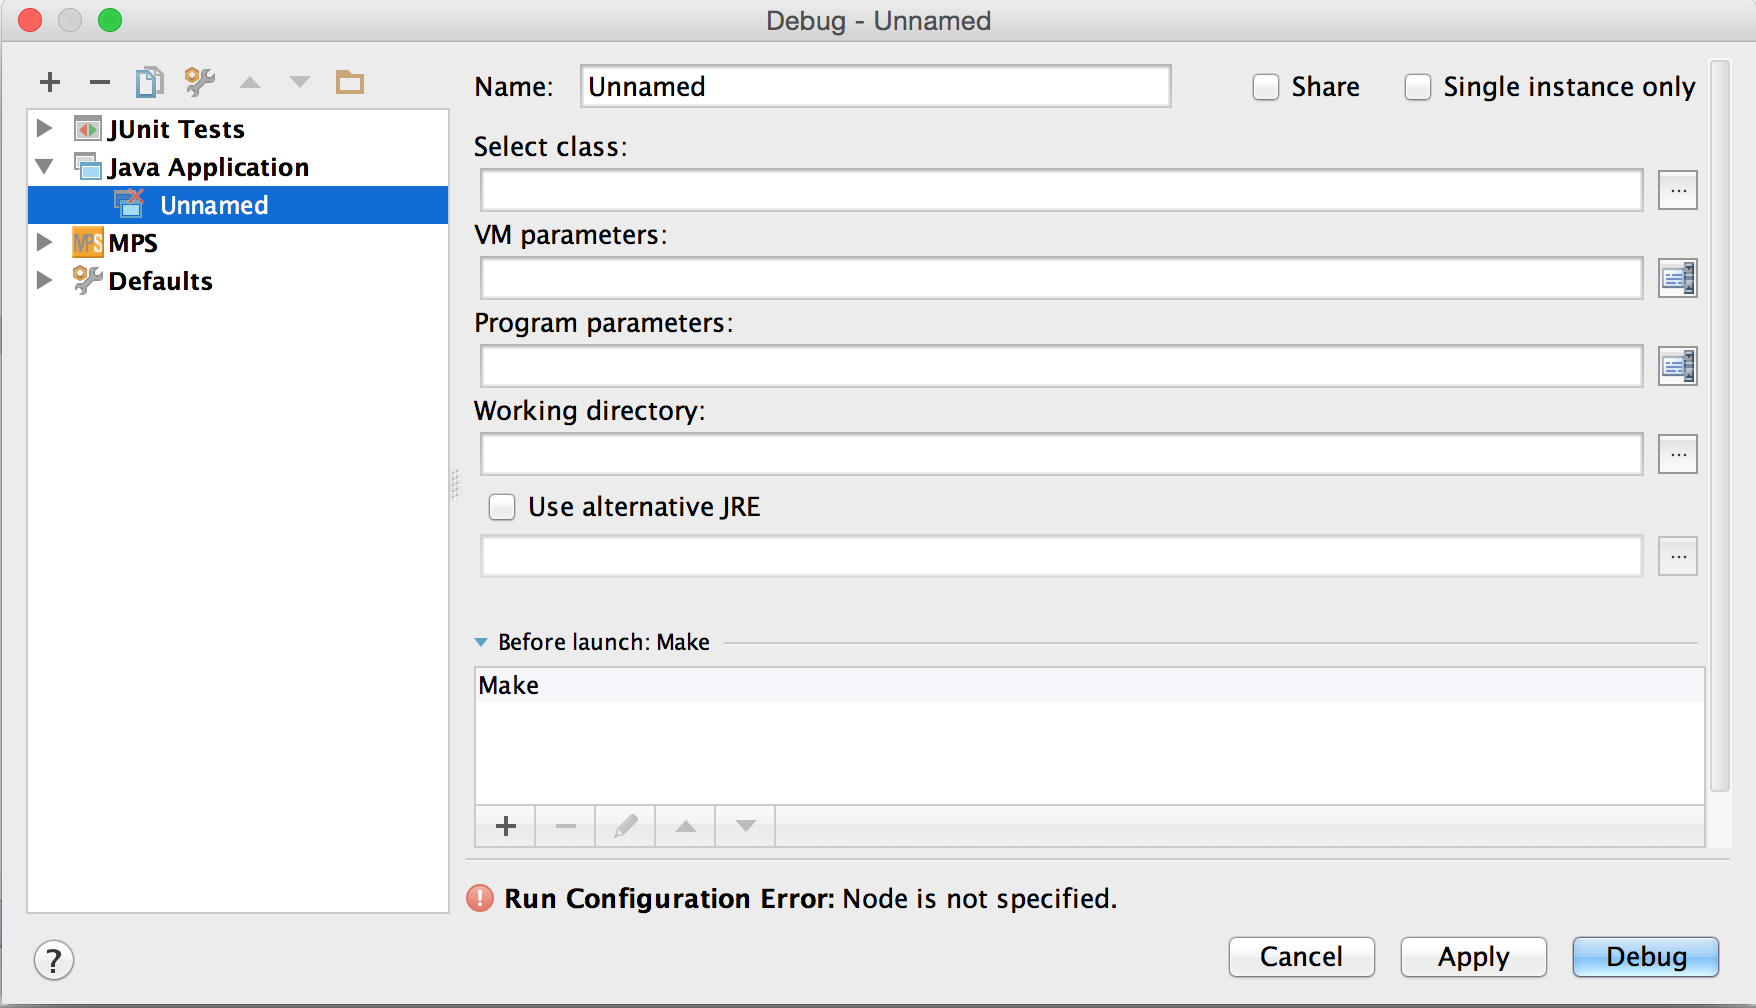 Debug - Unnamed
Name: Unnamed Share Single instance only
JUnit Tests
Java Application
Unnamed
MPS MPS
Defaults
Select class:
...
VM parameters:
Program parameters:
Working directory:
...
Use alternative JRE
...
Before launch: Make
Make
! Run Configuration Error: Node is not specified.
? Cancel Apply Debug